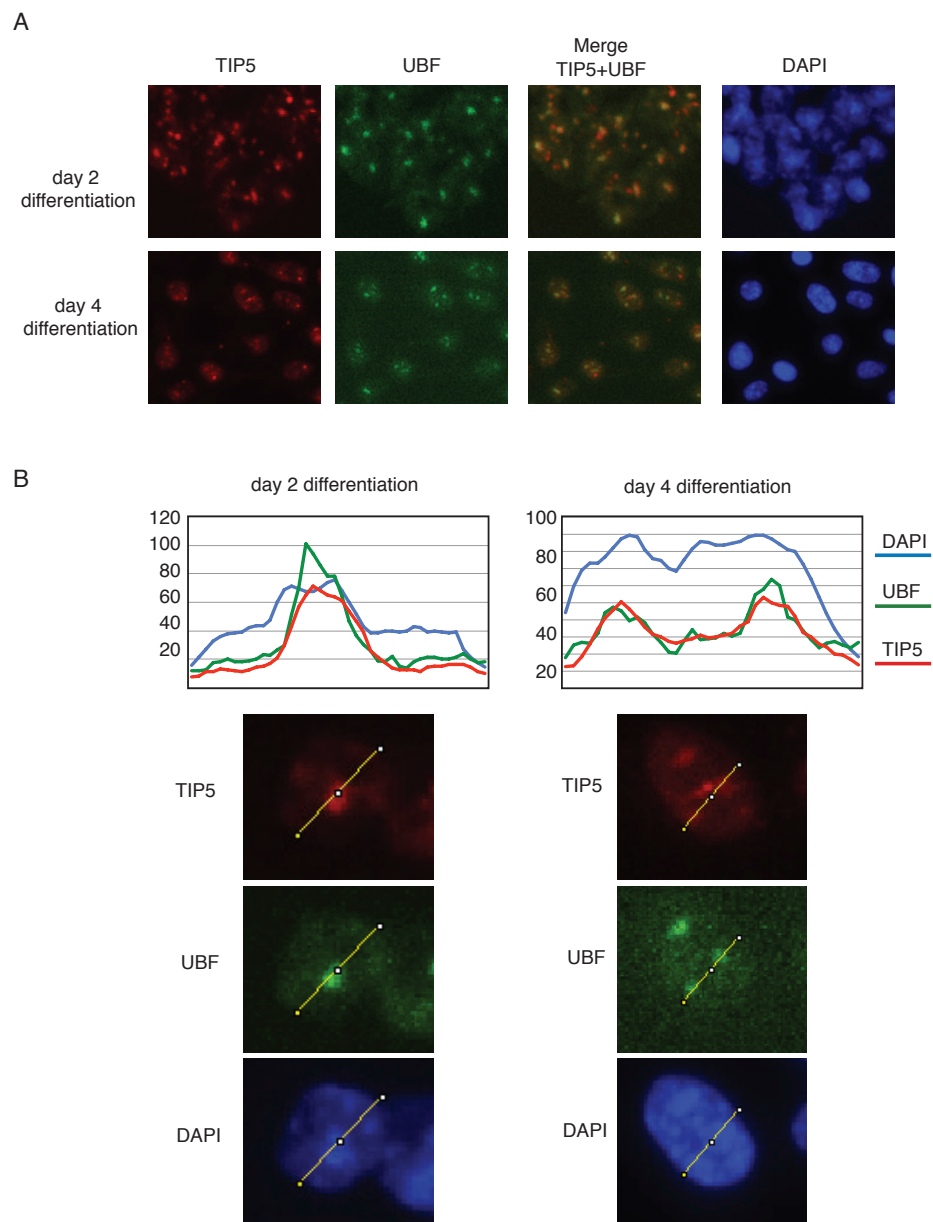 A
TIP5
UBF
Merge
TIP5+UBF
DAPI
day 2
differentiation
day 4
differentiation
B
day 2 differentiation
day 4 differentiation
120
100
80
60
40
20
100
80
60
40
20
DAPI
UBF
TIP5
TIP5
TIP5
UBF
UBF
DAPI
DAPI